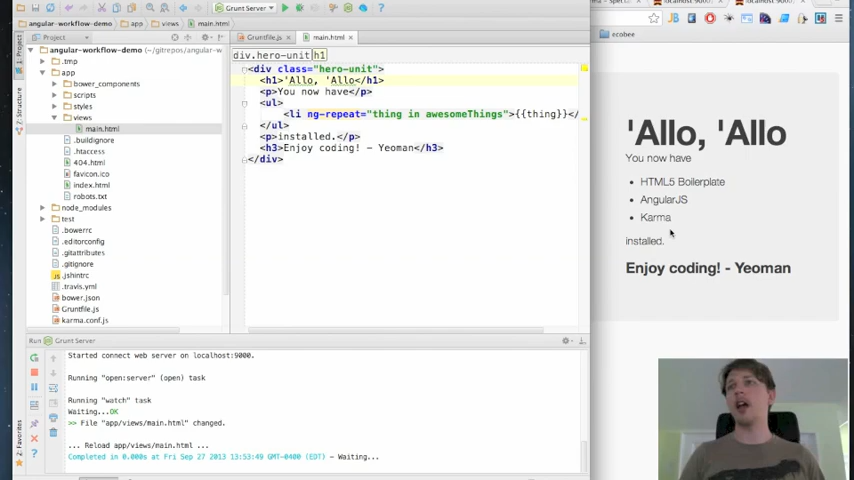 Grunt Server
angular-workflow-demo
app
views
main.html
Project
Gruntfile.js
main.html
angular-workflow-demo (~/gitrepos/angular-w
.tmp
app
bower_components
scripts
styles
views
main.html
.buildignore
.htaccess
404.html
favicon.ico
index.html
robots.txt
node_modules
test
.bowerrc
.editorconfig
.gitattributes
.gitignore
.jshintrc
.travis.yml
bower.json
Gruntfile.js
karma.conf.js
1: Project
7: Structure
2: Favorites
div.hero-unit h1
<div class="hero-unit">
<h1>'Allo, 'Allo</h1>
<p>You now have</p>
<ul>
<li ng-repeat="thing in awesomeThings">{{thing}}</
</ul>
<p>installed.</p>
<h3>Enjoy coding! - Yeoman</h3>
</div>
Run
Grunt Server
Started connect web server on localhost:9000.
Running "open:server" (open) task
Running "watch" task
Waiting...OK
>> File "app/views/main.html" changed.
... Reload app/views/main.html ...
Completed in 0.000s at Fri Sep 27 2013 13:53:49 GMT-0400 (EDT) - Waiting...
ecobee
'Allo, 'Allo
You now have
HTML5 Boilerplate
AngularJS
Karma
installed.
Enjoy coding! - Yeoman